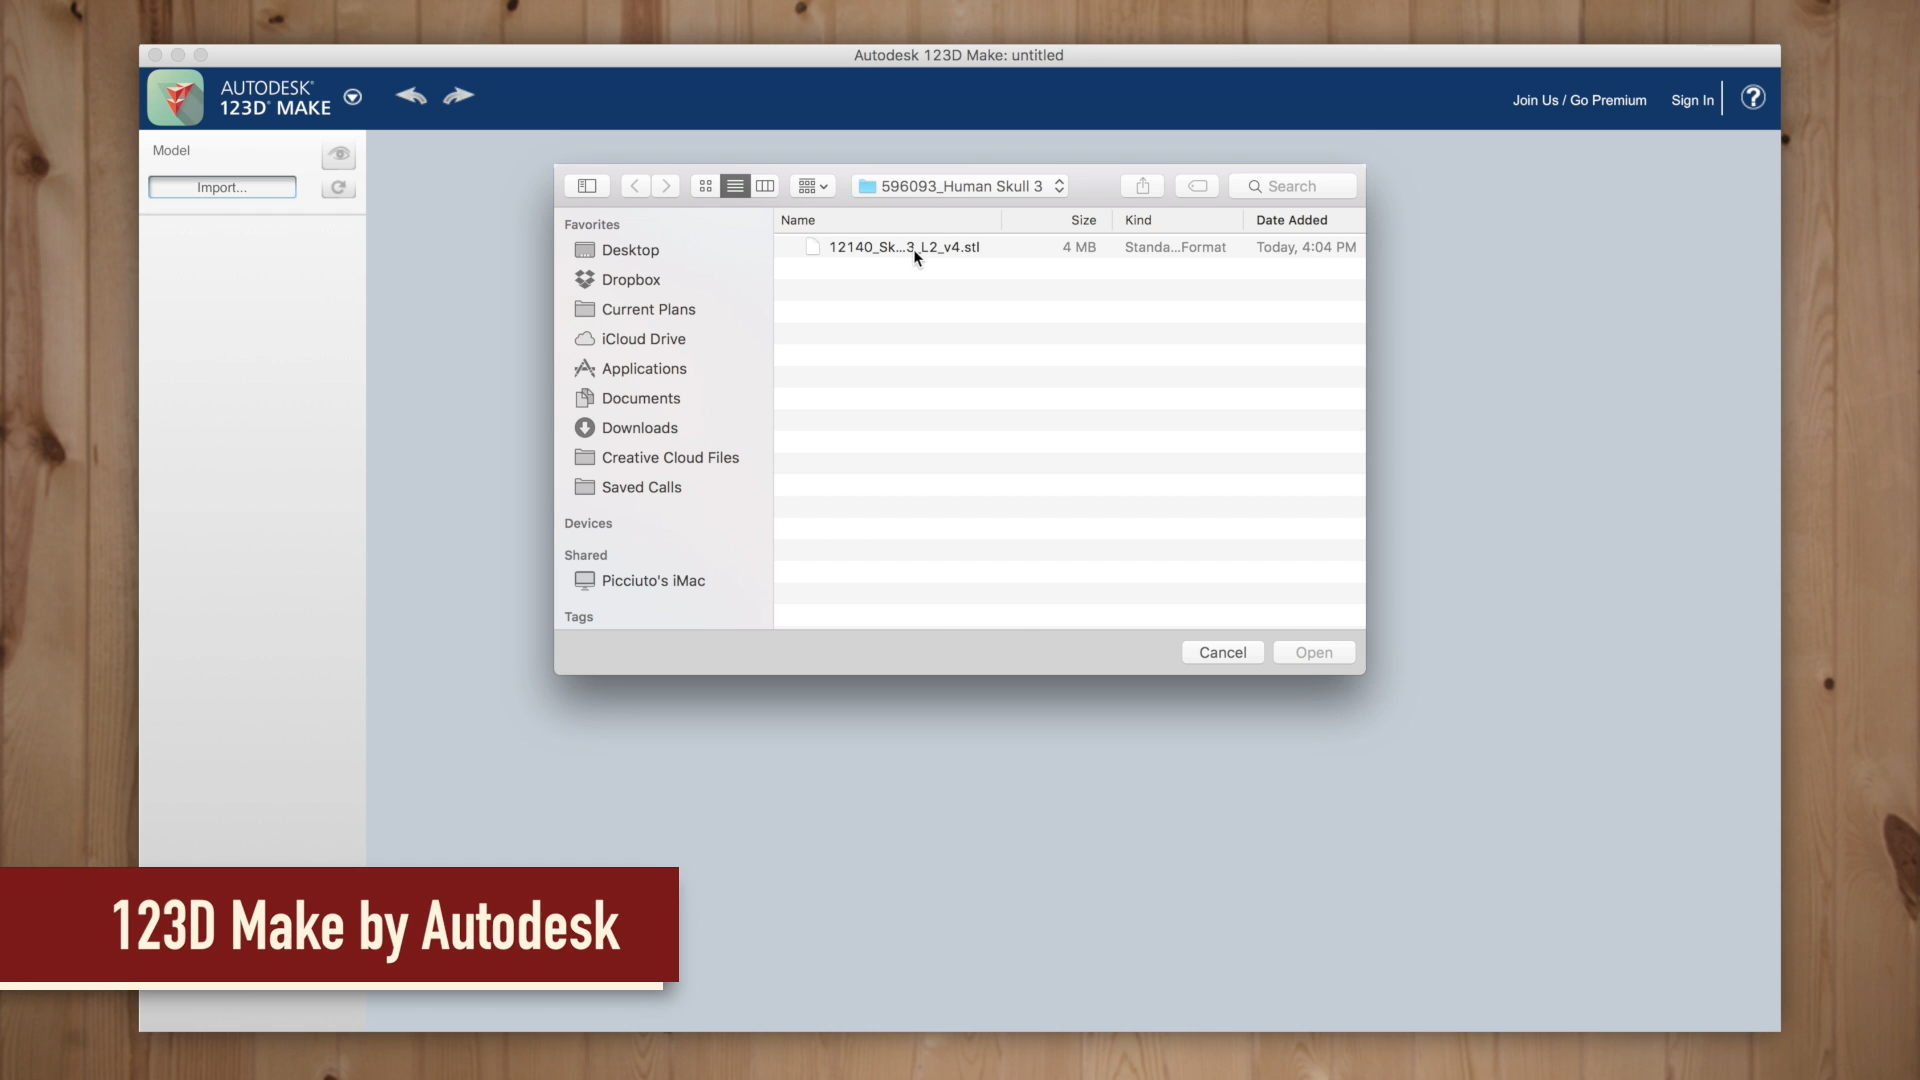 Autodesk 123D Make: untitled
AUTODESK®
123D® MAKE
Join Us / Go Premium
Sign In
?
Model
Import...
596093_Human Skull 3
Search
Favorites
Desktop
Dropbox
Current Plans
iCloud Drive
Applications
Documents
Downloads
Creative Cloud Files
Saved Calls
Devices
Shared
Picciuto's iMac
Tags
Name Size Kind Date Added
12140_Sk...3_L2_v4.stl 4 MB Standa...Format Today, 4:04 PM
Cancel
Open
123D Make by Autodesk